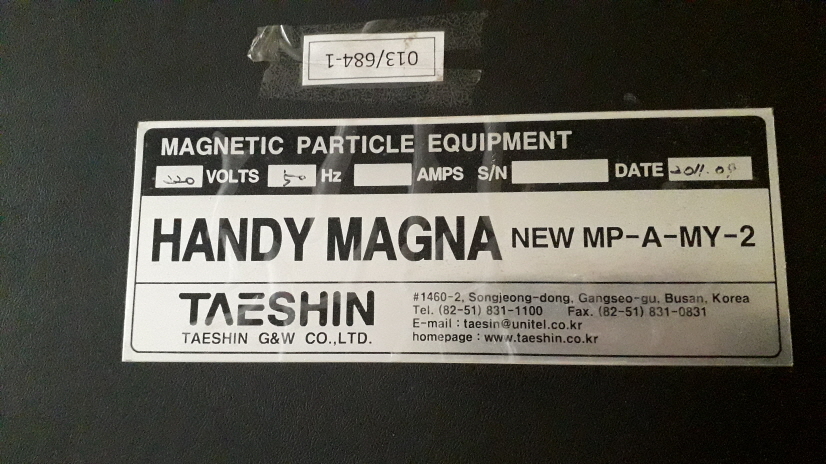 013/684-1
MAGNETIC PARTICLE EQUIPMENT
220 VOLTS 50 Hz AMPS S/N DATE 2011.09
HANDY MAGNA NEW MP-A-MY-2
TAESHIN
TAESHIN G&W CO.,LTD.
#1460-2, Songjeong-dong, Gangseo-gu, Busan, Korea
Tel. (82-51) 831-1100 Fax. (82-51) 831-0831
E-mail : taesin@unitel.co.kr
homepage : www.taeshin.co.kr